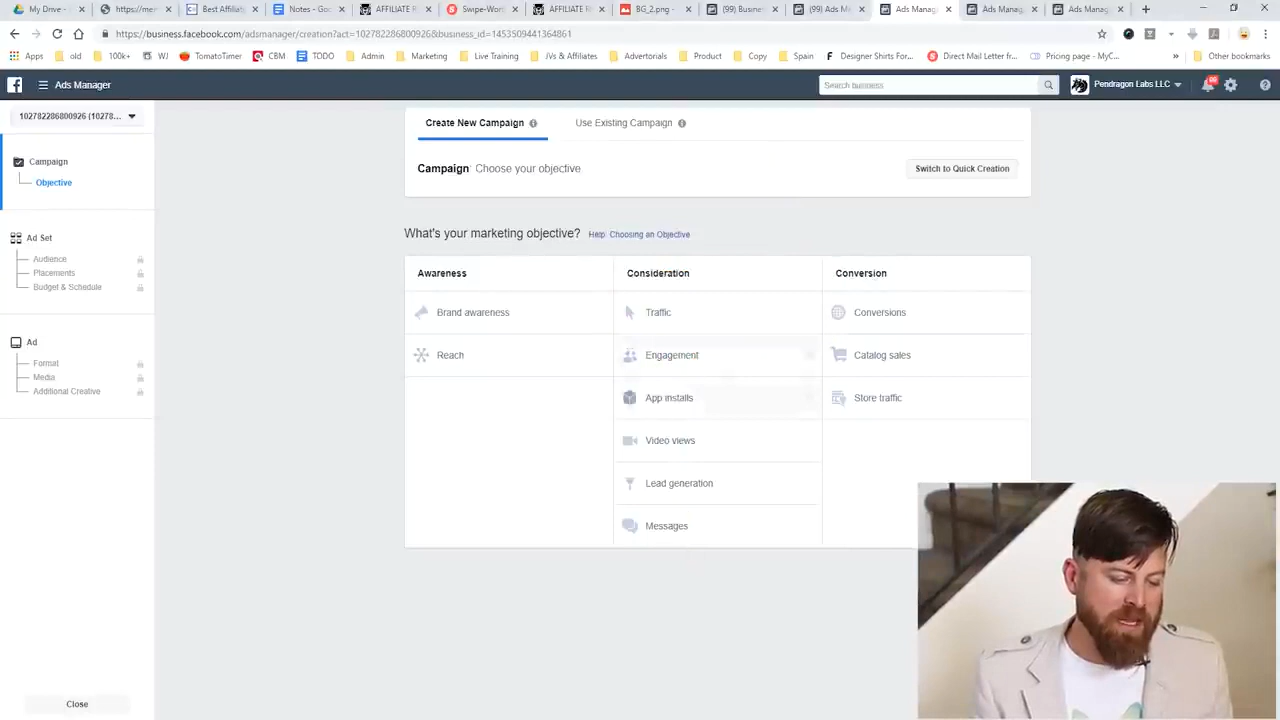 My Drive -
https://mem
Best Affiliat
Notes - Goo
AFFILIATE R
Swipe-Worl
AFFILIATE R
BG_2.png -
(99) Busine
(99) Ads M
Ads Manag
Ads Manag
Ads Manag
https://business.facebook.com/adsmanager/creation?act=102782286800926&business_id=1453509441364861
Apps
old
100k+
WJ
TomatoTimer
CBM
TODO
Admin
Marketing
Live Training
JVs & Affiliates
Advertorials
Product
Copy
Spain
Designer Shirts For...
Direct Mail Letter fr...
Pricing page - MyC...
»
Other bookmarks
Ads Manager
Search business
Pendragon Labs LLC
99
102782286800926 (10278...
Create New Campaign
Use Existing Campaign
Campaign
Objective
Campaign: Choose your objective
Switch to Quick Creation
Ad Set
Audience
Placements
Budget & Schedule
What's your marketing objective? Help: Choosing an Objective
Awareness
Consideration
Conversion
Brand awareness
Traffic
Conversions
Reach
Engagement
Catalog sales
App installs
Store traffic
Video views
Lead generation
Messages
Ad
Format
Media
Additional Creative
Close